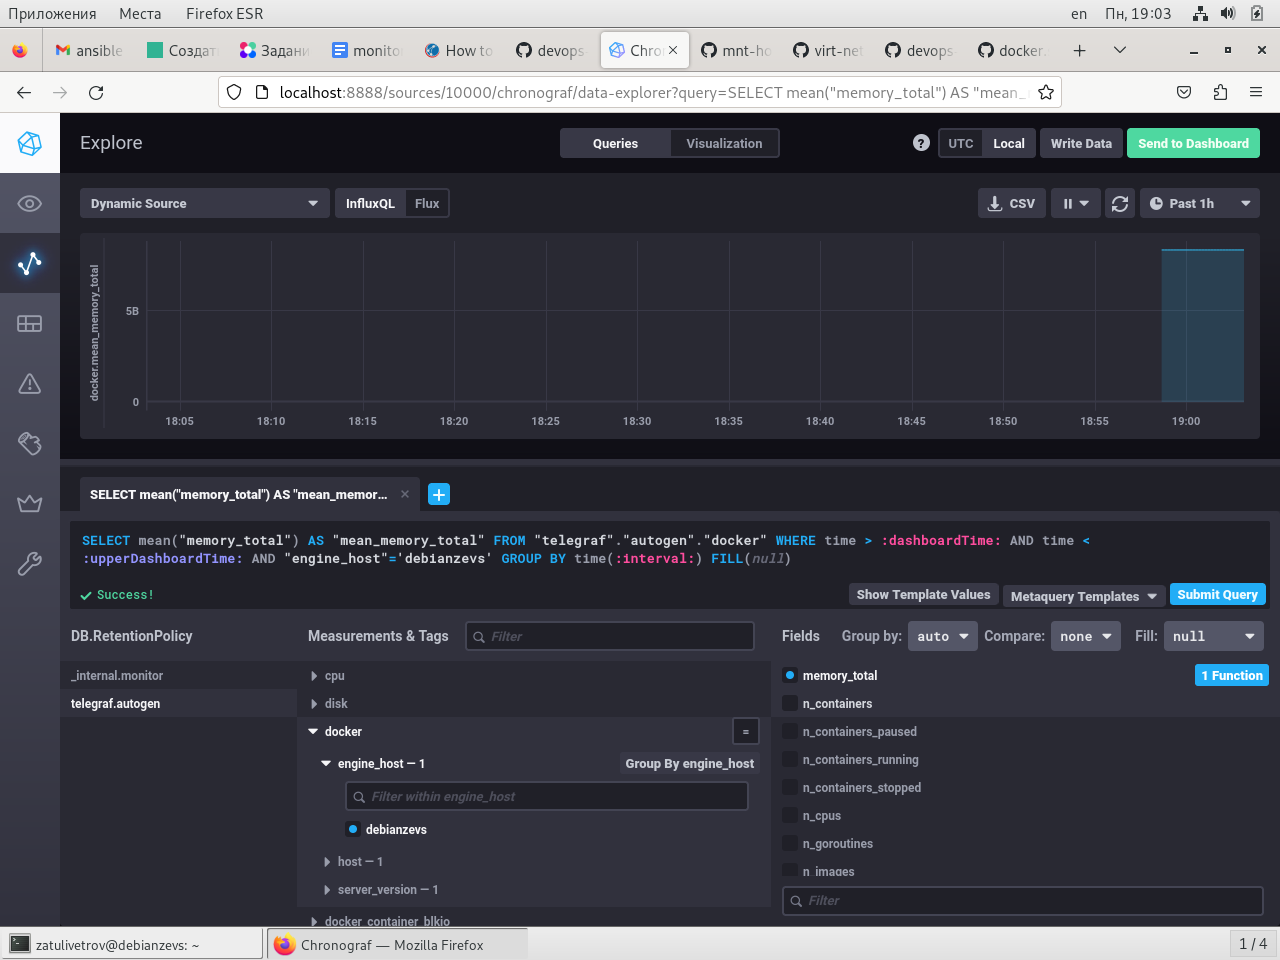 Приложения Места Firefox ESR en Пн, 19:03
ansible Создат Задани monito How to devops Chro mnt-ho virt-net devops docker.
localhost:8888/sources/10000/chronograf/data-explorer?query=SELECT mean("memory_total") AS "mean_
Explore Queries Visualization ? UTC Local Write Data Send to Dashboard
Dynamic Source InfluxQL Flux CSV Past 1h
docker.mean_memory_total
5B
0
18:05 18:10 18:15 18:20 18:25 18:30 18:35 18:40 18:45 18:50 18:55 19:00
SELECT mean("memory_total") AS "mean_memor...
SELECT mean("memory_total") AS "mean_memory_total" FROM "telegraf"."autogen"."docker" WHERE time > :dashboardTime: AND time <
:upperDashboardTime: AND "engine_host"='debianzevs' GROUP BY time(:interval:) FILL(null)
Success! Show Template Values Metaquery Templates Submit Query
DB.RetentionPolicy Measurements & Tags Filter Fields Group by: auto Compare: none Fill: null
_internal.monitor cpu memory_total 1 Function
telegraf.autogen disk n_containers
docker = n_containers_paused
engine_host — 1 Group By engine_host n_containers_running
Filter within engine_host n_containers_stopped
debianzevs n_cpus
n_goroutines
host — 1 n_images
server_version — 1 Filter
docker_container_blkio
zatulivetrov@debianzevs: ~ Chronograf — Mozilla Firefox 1 / 4